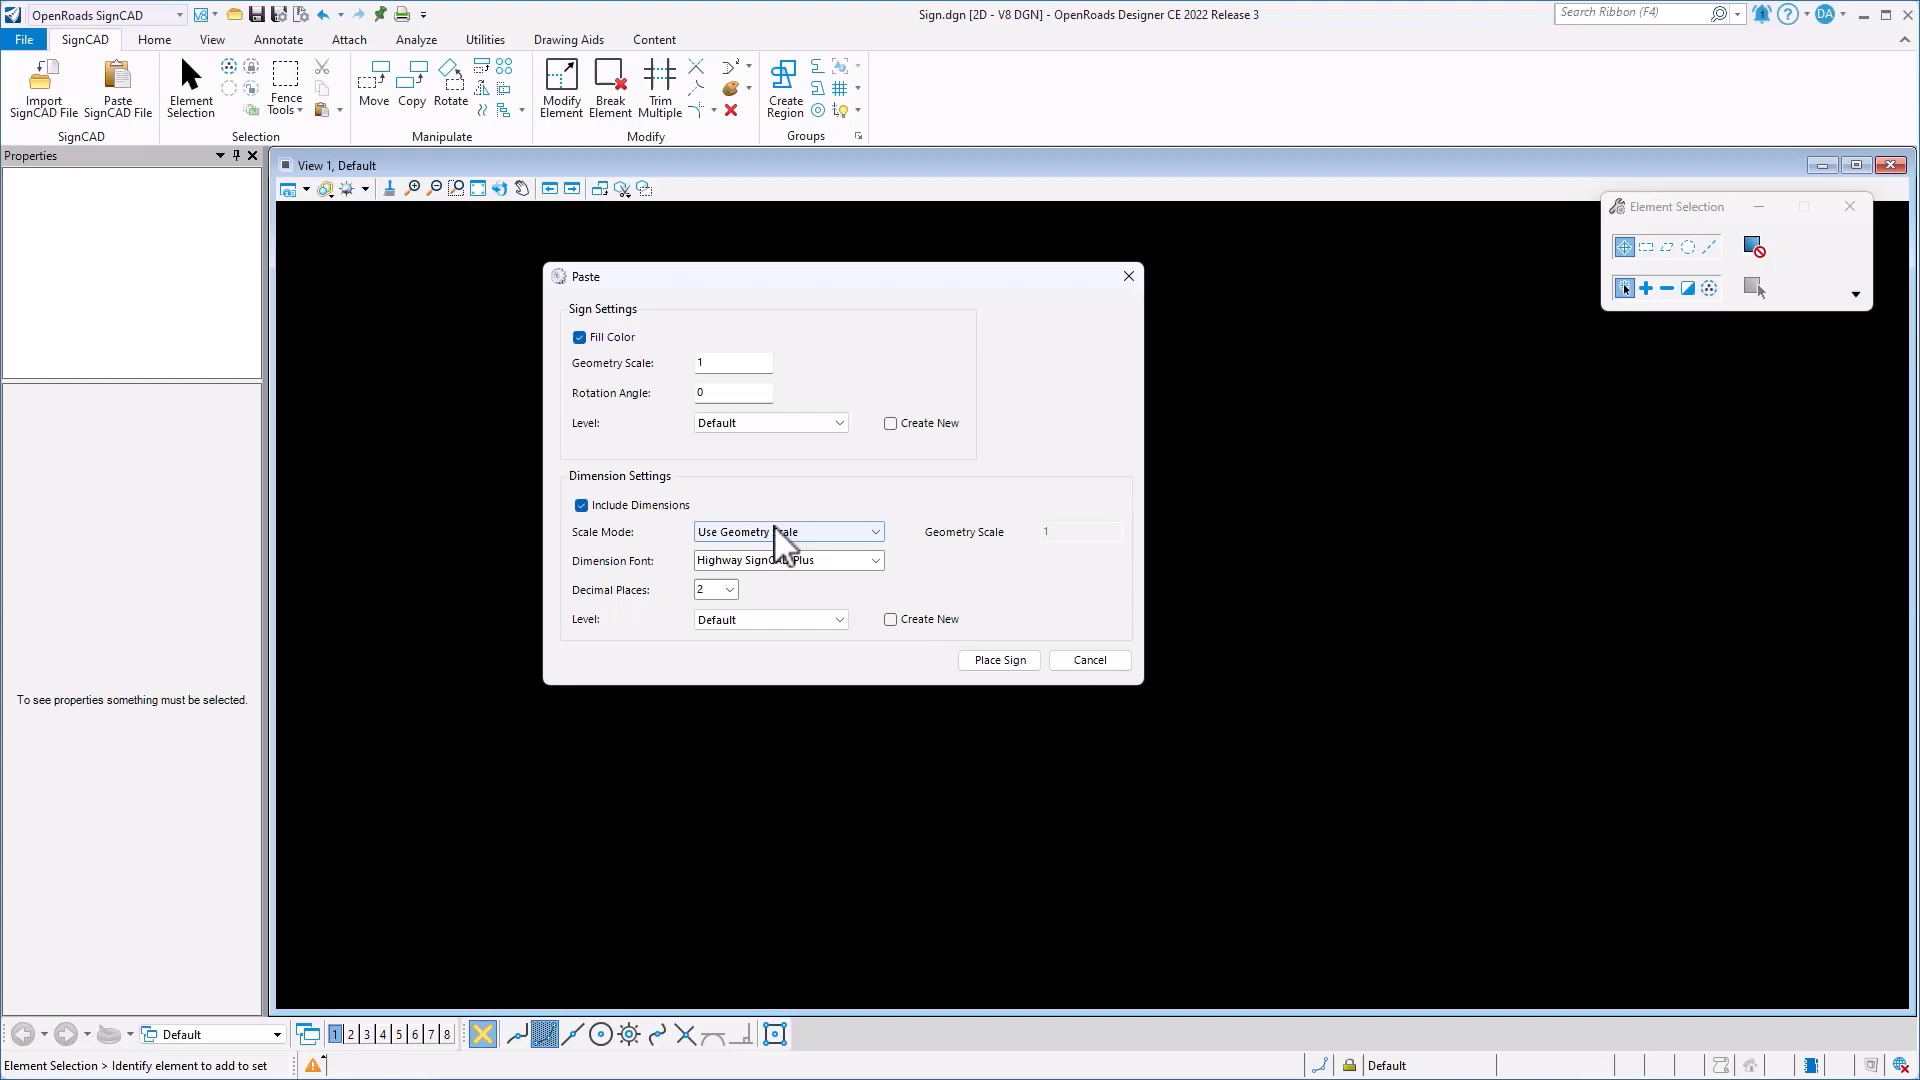 OpenRoads SignCAD
Sign.dgn [2D - V8 DGN] - OpenRoads Designer CE 2022 Release 3
Search Ribbon (F4)
DA
File
SignCAD
Home
View
Annotate
Attach
Analyze
Utilities
Drawing Aids
Content
Import
SignCAD File
Paste
SignCAD File
Element
Selection
Fence
Tools
Move
Copy
Rotate
Modify
Element
Break
Element
Trim
Multiple
Create
Region
SignCAD
Selection
Manipulate
Modify
Groups
Properties
To see properties something must be selected.
View 1, Default
Element Selection
Paste
Sign Settings
Fill Color
Geometry Scale: 1
Rotation Angle: 0
Level: Default Create New
Dimension Settings
Include Dimensions
Scale Mode: Use Geometry Geometry Scale 1
Dimension Font: Highway Plus
Decimal Places: 2
Level: Default Create New
Place Sign Cancel
Default
1 2 3 4 5 6 7 8
Element Selection > Identify element to add to set
Default